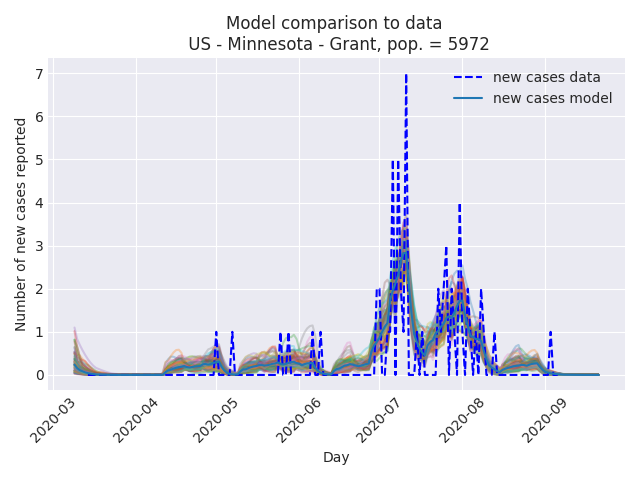 Model comparison to data
US - Minnesota - Grant, pop. = 5972
new cases data
new cases model
Number of new cases reported
7
6
5
4
3
2
1
0
2020-03
2020-04
2020-05
2020-06
2020-07
2020-08
2020-09
Day